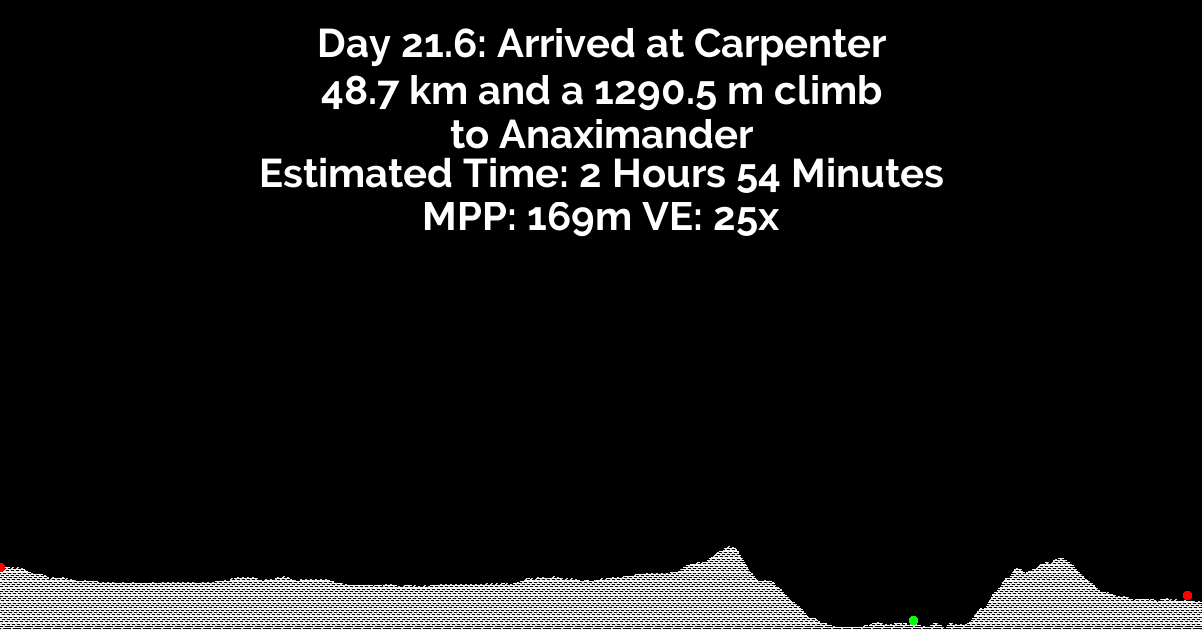 Day 21.6: Arrived at Carpenter
48.7 km and a 1290.5 m climb
to Anaximander
Estimated Time: 2 Hours 54 Minutes
MPP: 169m VE: 25x